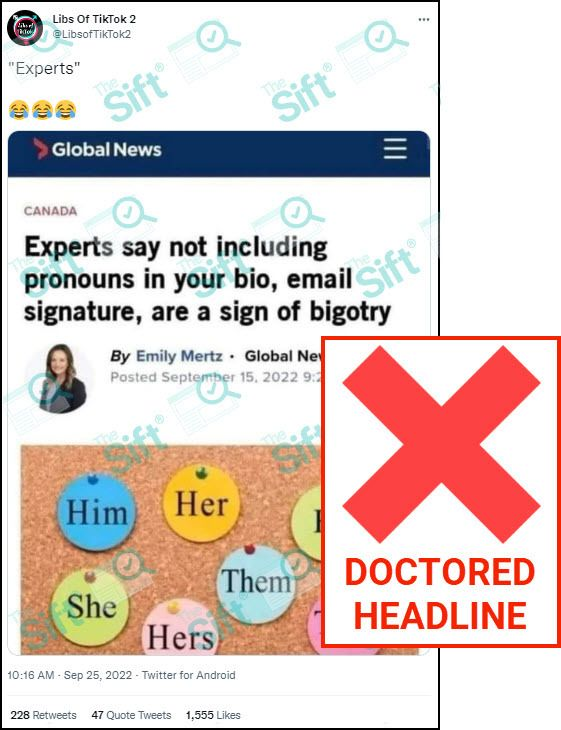 Libs Of TikTok 2
@LibsofTikTok2
"Experts"
😂😂😂
Global News
CANADA
Experts say not including
pronouns in your bio, email
signature, are a sign of bigotry
By Emily Mertz · Global Ne
Posted September 15, 2022 9:2
Him
Her
She
Them
Hers
DOCTORED
HEADLINE
10:16 AM · Sep 25, 2022 · Twitter for Android
228 Retweets 47 Quote Tweets 1,555 Likes
The Sift®